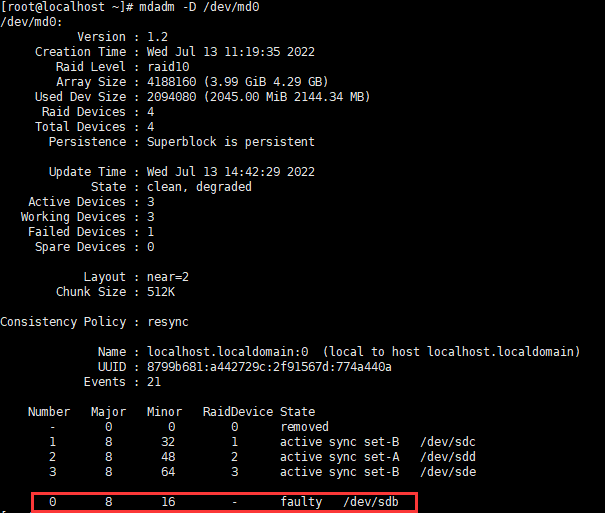 [root@localhost ~]# mdadm -D /dev/md0
/dev/md0:
Version : 1.2
Creation Time : Wed Jul 13 11:19:35 2022
Raid Level : raid10
Array Size : 4188160 (3.99 GiB 4.29 GB)
Used Dev Size : 2094080 (2045.00 MiB 2144.34 MB)
Raid Devices : 4
Total Devices : 4
Persistence : Superblock is persistent
Update Time : Wed Jul 13 14:42:29 2022
State : clean, degraded
Active Devices : 3
Working Devices : 3
Failed Devices : 1
Spare Devices : 0
Layout : near=2
Chunk Size : 512K
Consistency Policy : resync
Name : localhost.localdomain:0  (local to host localhost.localdomain)
UUID : 8799b681:a442729c:2f91567d:774a440a
Events : 21
Number   Major   Minor   RaidDevice State
-       0        0        0      removed
1       8       32        1      active sync set-B   /dev/sdc
2       8       48        2      active sync set-A   /dev/sdd
3       8       64        3      active sync set-B   /dev/sde
0       8       16        -      faulty   /dev/sdb